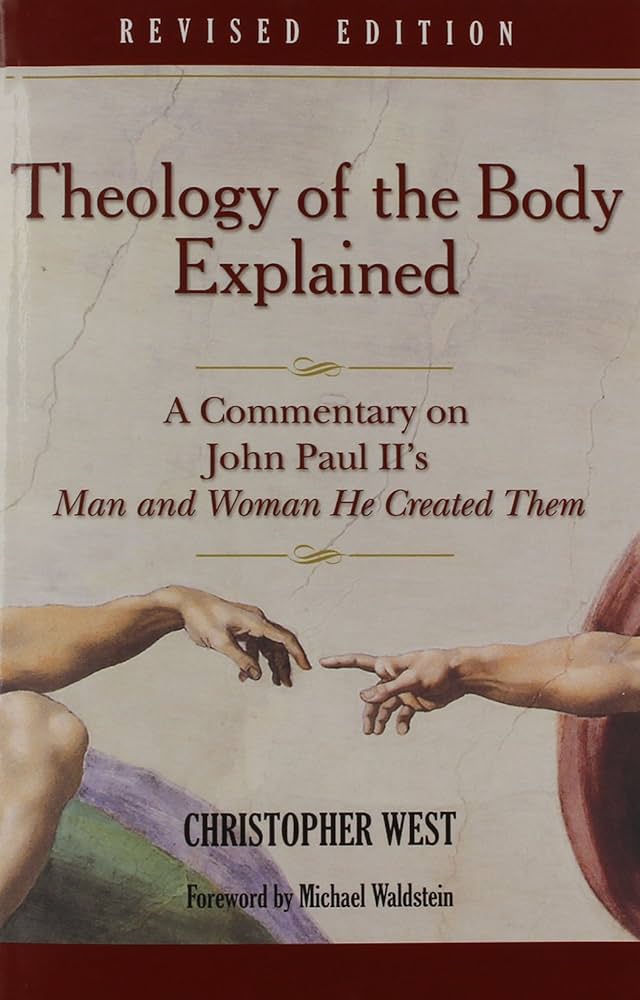 REVISED EDITION
Theology of the Body
Explained
A Commentary on
John Paul II's
Man and Woman He Created Them
CHRISTOPHER WEST
Foreword by Michael Waldstein